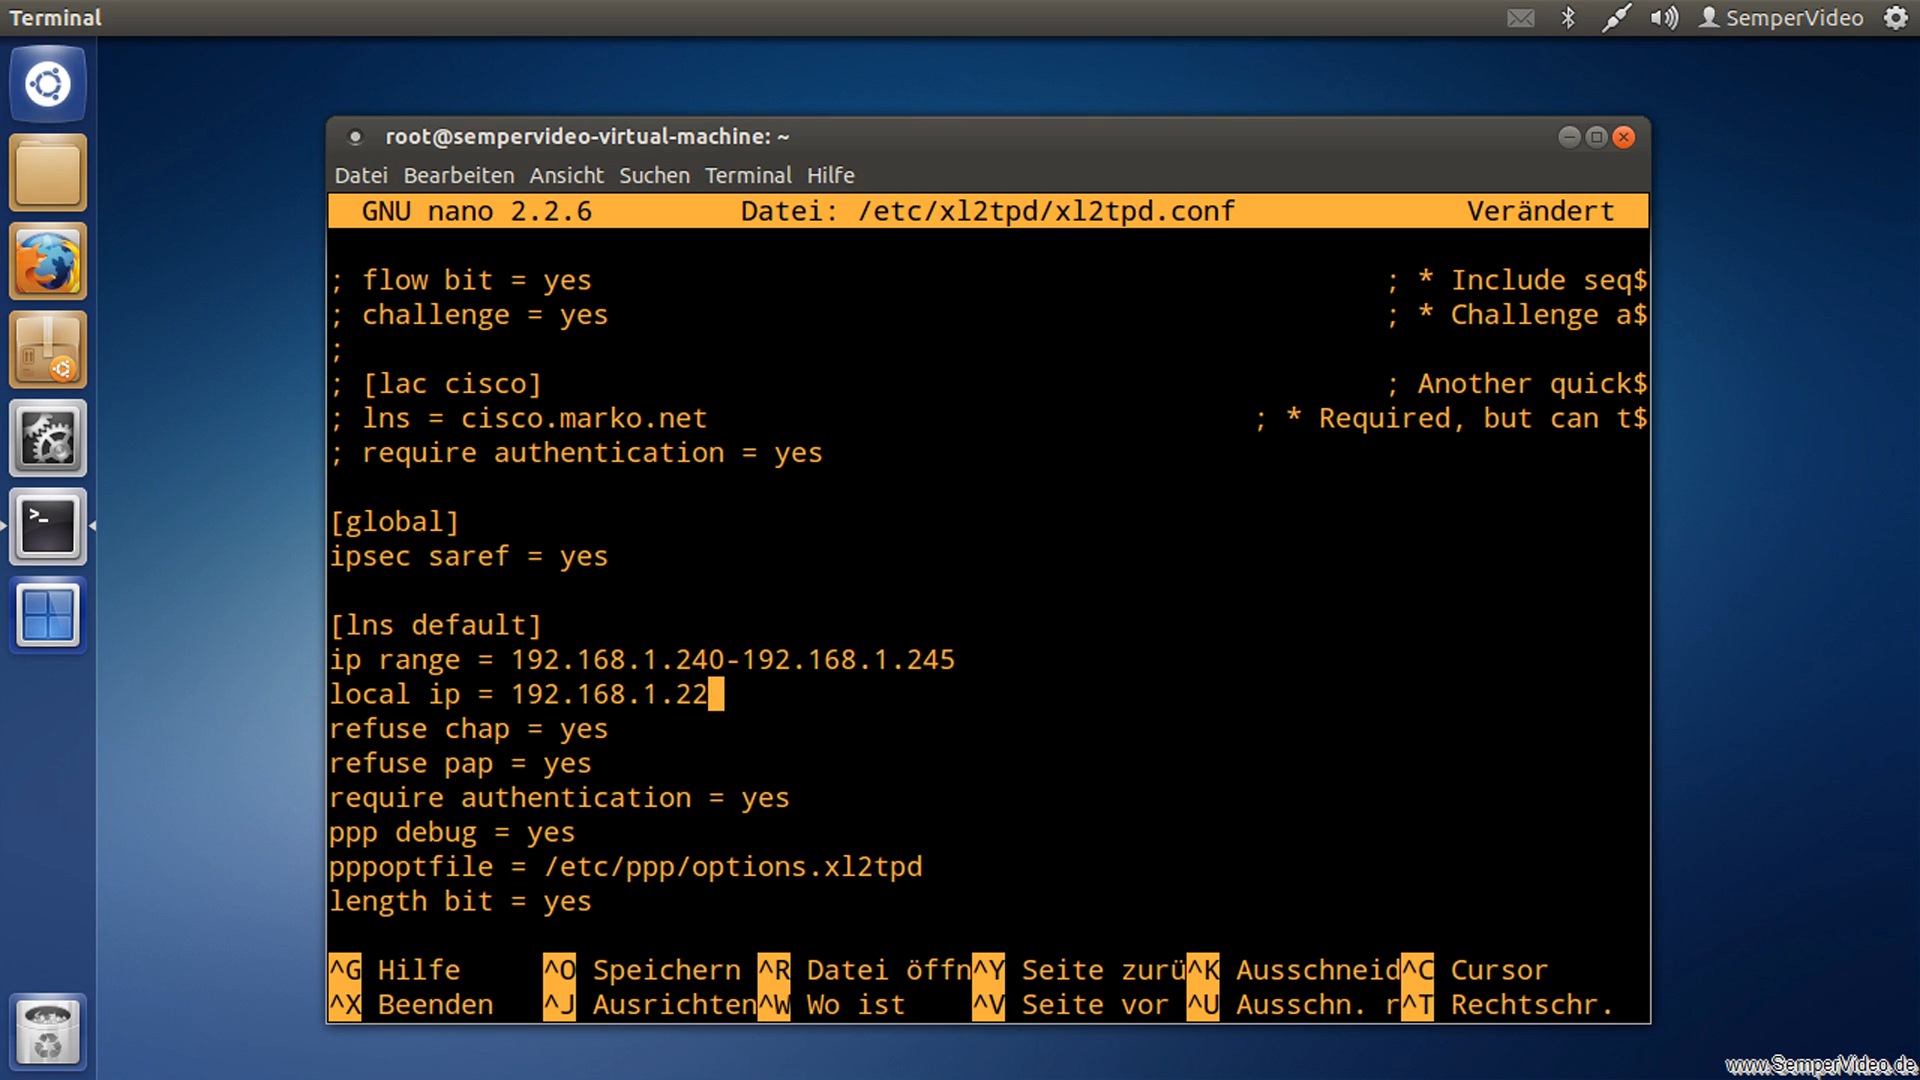 Terminal
SemperVideo
root@sempervideo-virtual-machine: ~
Datei Bearbeiten Ansicht Suchen Terminal Hilfe
GNU nano 2.2.6 Datei: /etc/xl2tpd/xl2tpd.conf Verändert
; flow bit = yes ; * Include seq$
; challenge = yes ; * Challenge a$
;
; [lac cisco] ; Another quick$
; lns = cisco.marko.net ; * Required, but can t$
; require authentication = yes
[global]
ipsec saref = yes
[lns default]
ip range = 192.168.1.240-192.168.1.245
local ip = 192.168.1.22
refuse chap = yes
refuse pap = yes
require authentication = yes
ppp debug = yes
pppoptfile = /etc/ppp/options.xl2tpd
length bit = yes
^G Hilfe ^O Speichern ^R Datei öffn^Y Seite zurü^K Ausschneid^C Cursor
^X Beenden ^J Ausrichten^W Wo ist ^V Seite vor ^U Ausschn. r^T Rechtschr.
www.SemperVideo.de